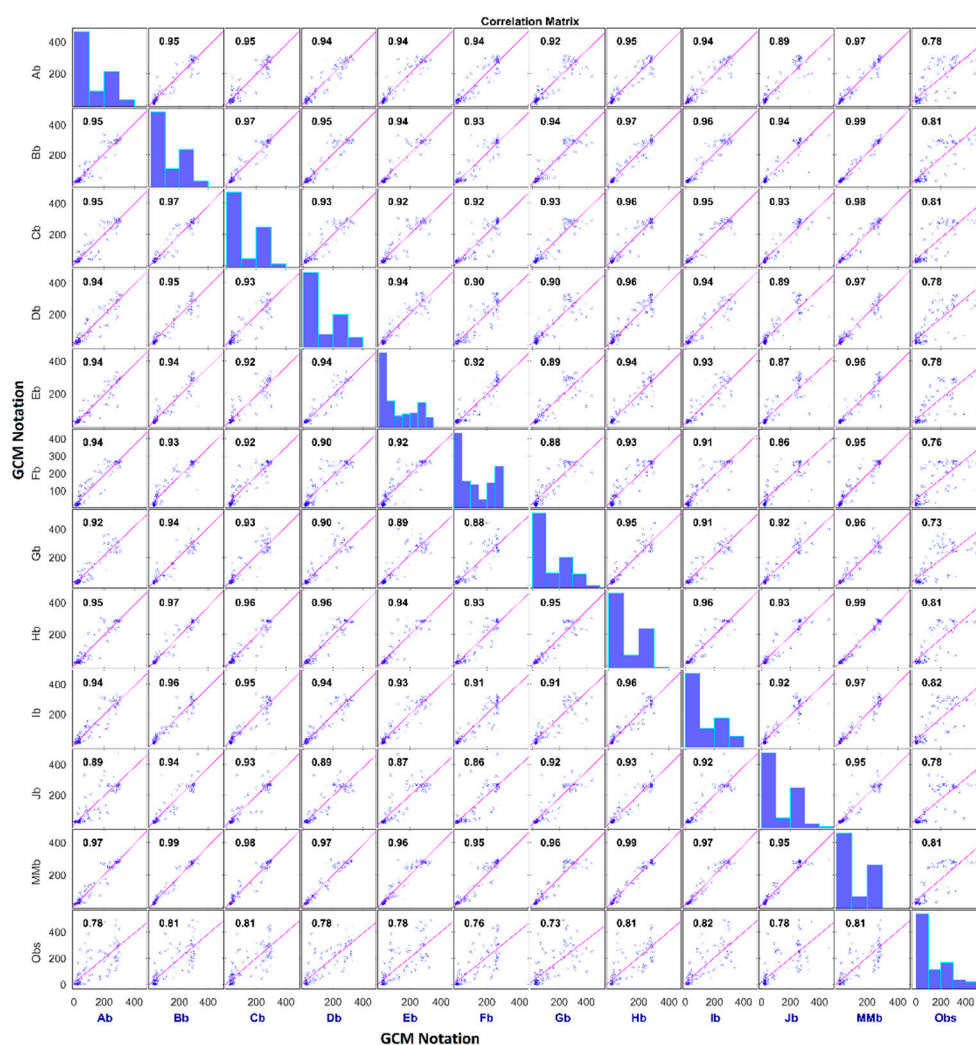 Correlation Matrix
400
200
Ab
0.95 0.95 0.94 0.94 0.94 0.92 0.95 0.94 0.89 0.97 0.78
400
200
Bb
0.95 0.97 0.95 0.94 0.93 0.94 0.97 0.96 0.94 0.99 0.81
400
200
Cb
0.95 0.97 0.93 0.92 0.92 0.93 0.96 0.95 0.93 0.98 0.81
400
200
Db
0.94 0.95 0.93 0.94 0.90 0.90 0.96 0.94 0.89 0.97 0.78
400
200
Eb
0.94 0.94 0.92 0.94 0.92 0.89 0.94 0.93 0.87 0.96 0.78
GCM Notation
400
300
200
100
Fb
0.94 0.93 0.92 0.90 0.92 0.88 0.93 0.91 0.86 0.95 0.76
400
200
Gb
0.92 0.94 0.93 0.90 0.89 0.88 0.95 0.91 0.92 0.96 0.73
400
200
Hb
0.95 0.97 0.96 0.96 0.94 0.93 0.95 0.96 0.93 0.99 0.81
400
200
Ib
0.94 0.96 0.95 0.94 0.93 0.91 0.91 0.96 0.92 0.97 0.82
400
200
Jb
0.89 0.94 0.93 0.89 0.87 0.86 0.92 0.93 0.92 0.95 0.78
400
200
MMb
0.97 0.99 0.98 0.97 0.96 0.95 0.96 0.99 0.97 0.95 0.81
400
200
0
Obs
0.78 0.81 0.81 0.78 0.78 0.76 0.73 0.81 0.82 0.78 0.81
0 200 400 0 200 400 0 200 400 0 200 400 0 200 400 0 200 400 0 200 400 0 200 400 0 200 400 0 200 400 0 200 400 0 200 400
Ab Bb Cb Db Eb Fb Gb Hb Ib Jb MMb Obs
GCM Notation